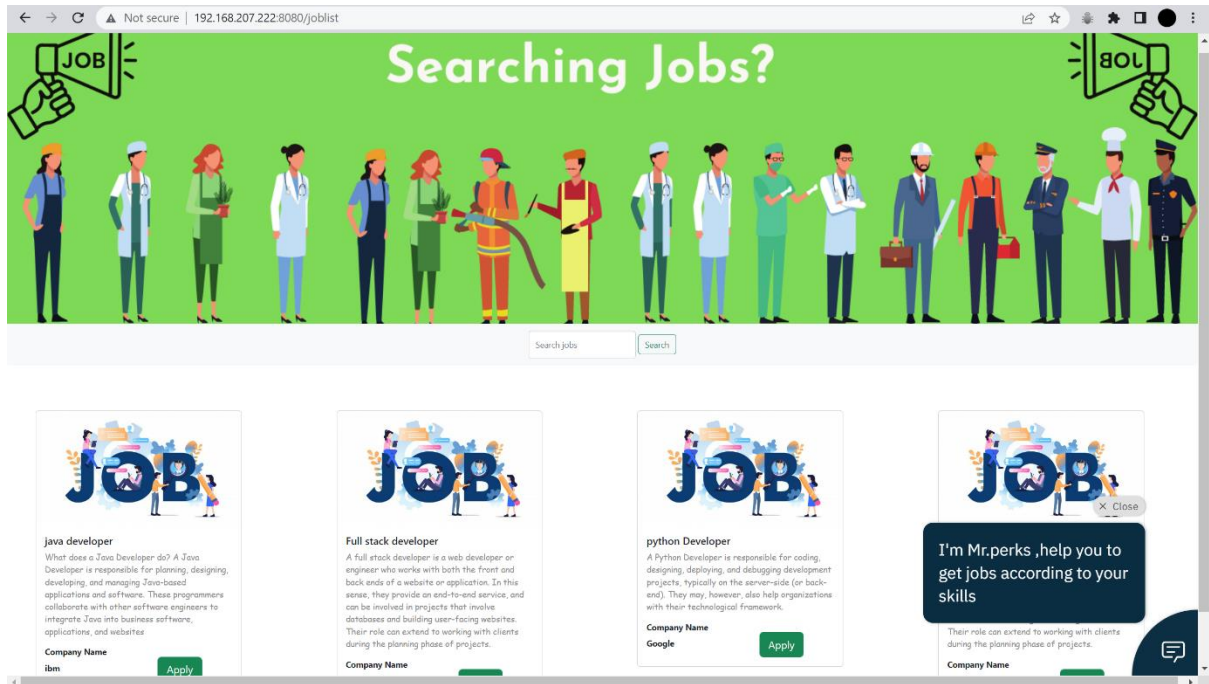 Not secure | 192.168.207.222:8080/joblist
JOB
Searching Jobs?
JOB
Search jobs
Search
JOB
java developer
What does a Java Developer do? A Java
Developer is responsible for planning, designing,
developing, and managing Java-based
applications and software. These programmers
collaborate with other software engineers to
integrate Java into business software,
applications, and websites
Company Name
ibm
Apply
JOB
Full stack developer
A full stack developer is a web developer or
engineer who works with both the front and
back ends of a website or application. In this
sense, they provide an end-to-end service, and
can be involved in projects that involve
databases and building user-facing websites.
Their role can extend to working with clients
during the planning phase of projects.
Company Name
JOB
python Developer
A Python Developer is responsible for coding,
designing, deploying, and debugging development
projects, typically on the server-side (or back-
end). They may, however, also help organizations
with their technological framework.
Company Name
Google
Apply
JOB
× Close
I'm Mr.perks ,help you to
get jobs according to your
skills
Their role can extend to working with clients
during the planning phase of projects.
Company Name